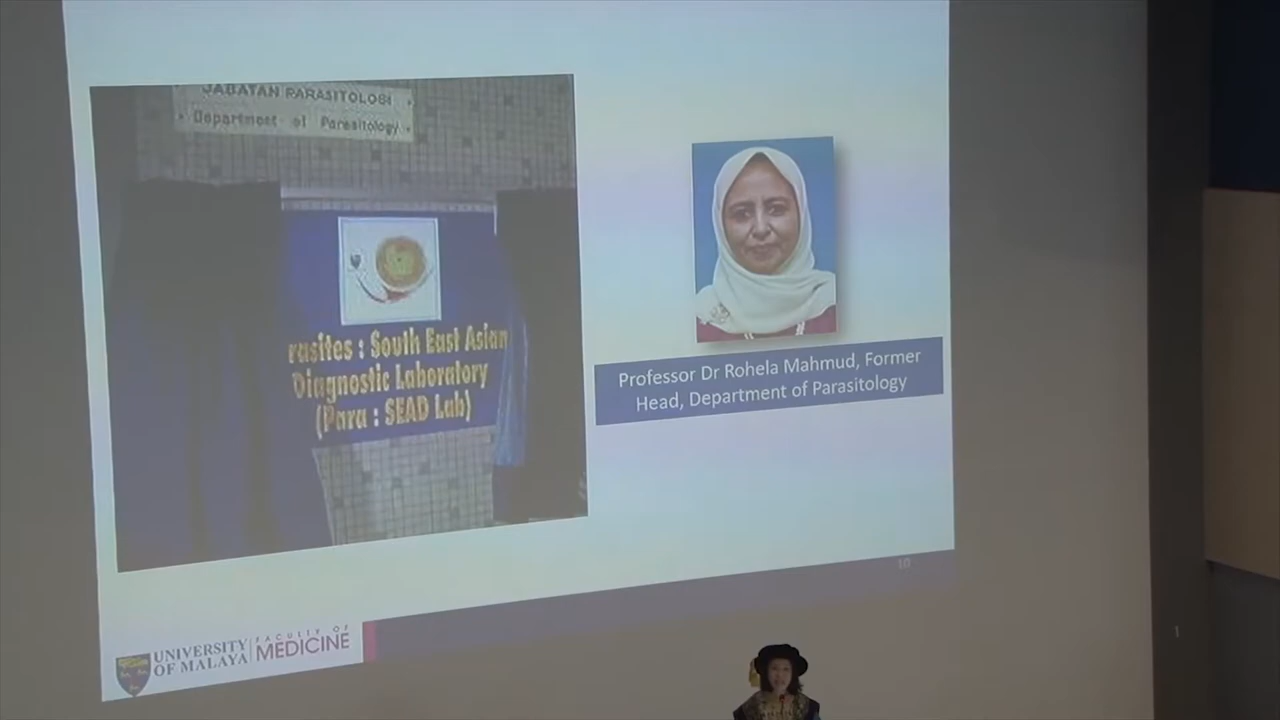 JABATAN PARASITOLOGI
Department of Parasitology
rasites : South East Asian
Diagnostic Laboratory
(Para : SEAD Lab)
Professor Dr Rohela Mahmud, Former
Head, Department of Parasitology
10
UNIVERSITY
OF MALAYA
FACULTY OF
MEDICINE